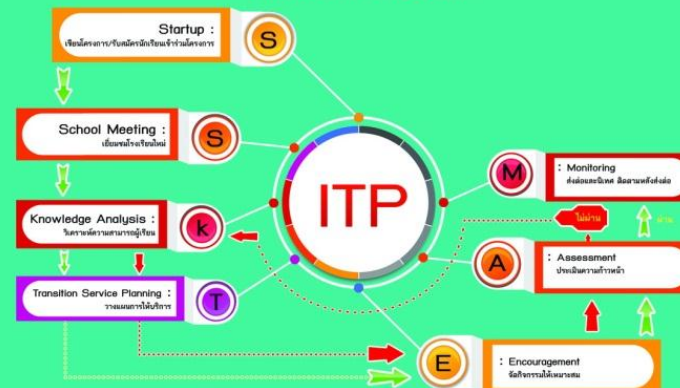 Startup :
เขียนโครงการ/รับสมัครนักเรียนเข้าร่วมโครงการ
S
School Meeting :
เยี่ยมชมโรงเรียนใหม่
S
Knowledge Analysis :
วิเคราะห์ความสามารถผู้เรียน
k
Transition Service Planning :
วางแผนการให้บริการ
T
ITP
M
: Monitoring
ส่งต่อและนิเทศ ติดตามหลังส่งต่อ
ไม่ผ่าน
ผ่าน
A
: Assessment
ประเมินความก้าวหน้า
E
: Encouragement
จัดกิจกรรมให้เหมาะสม